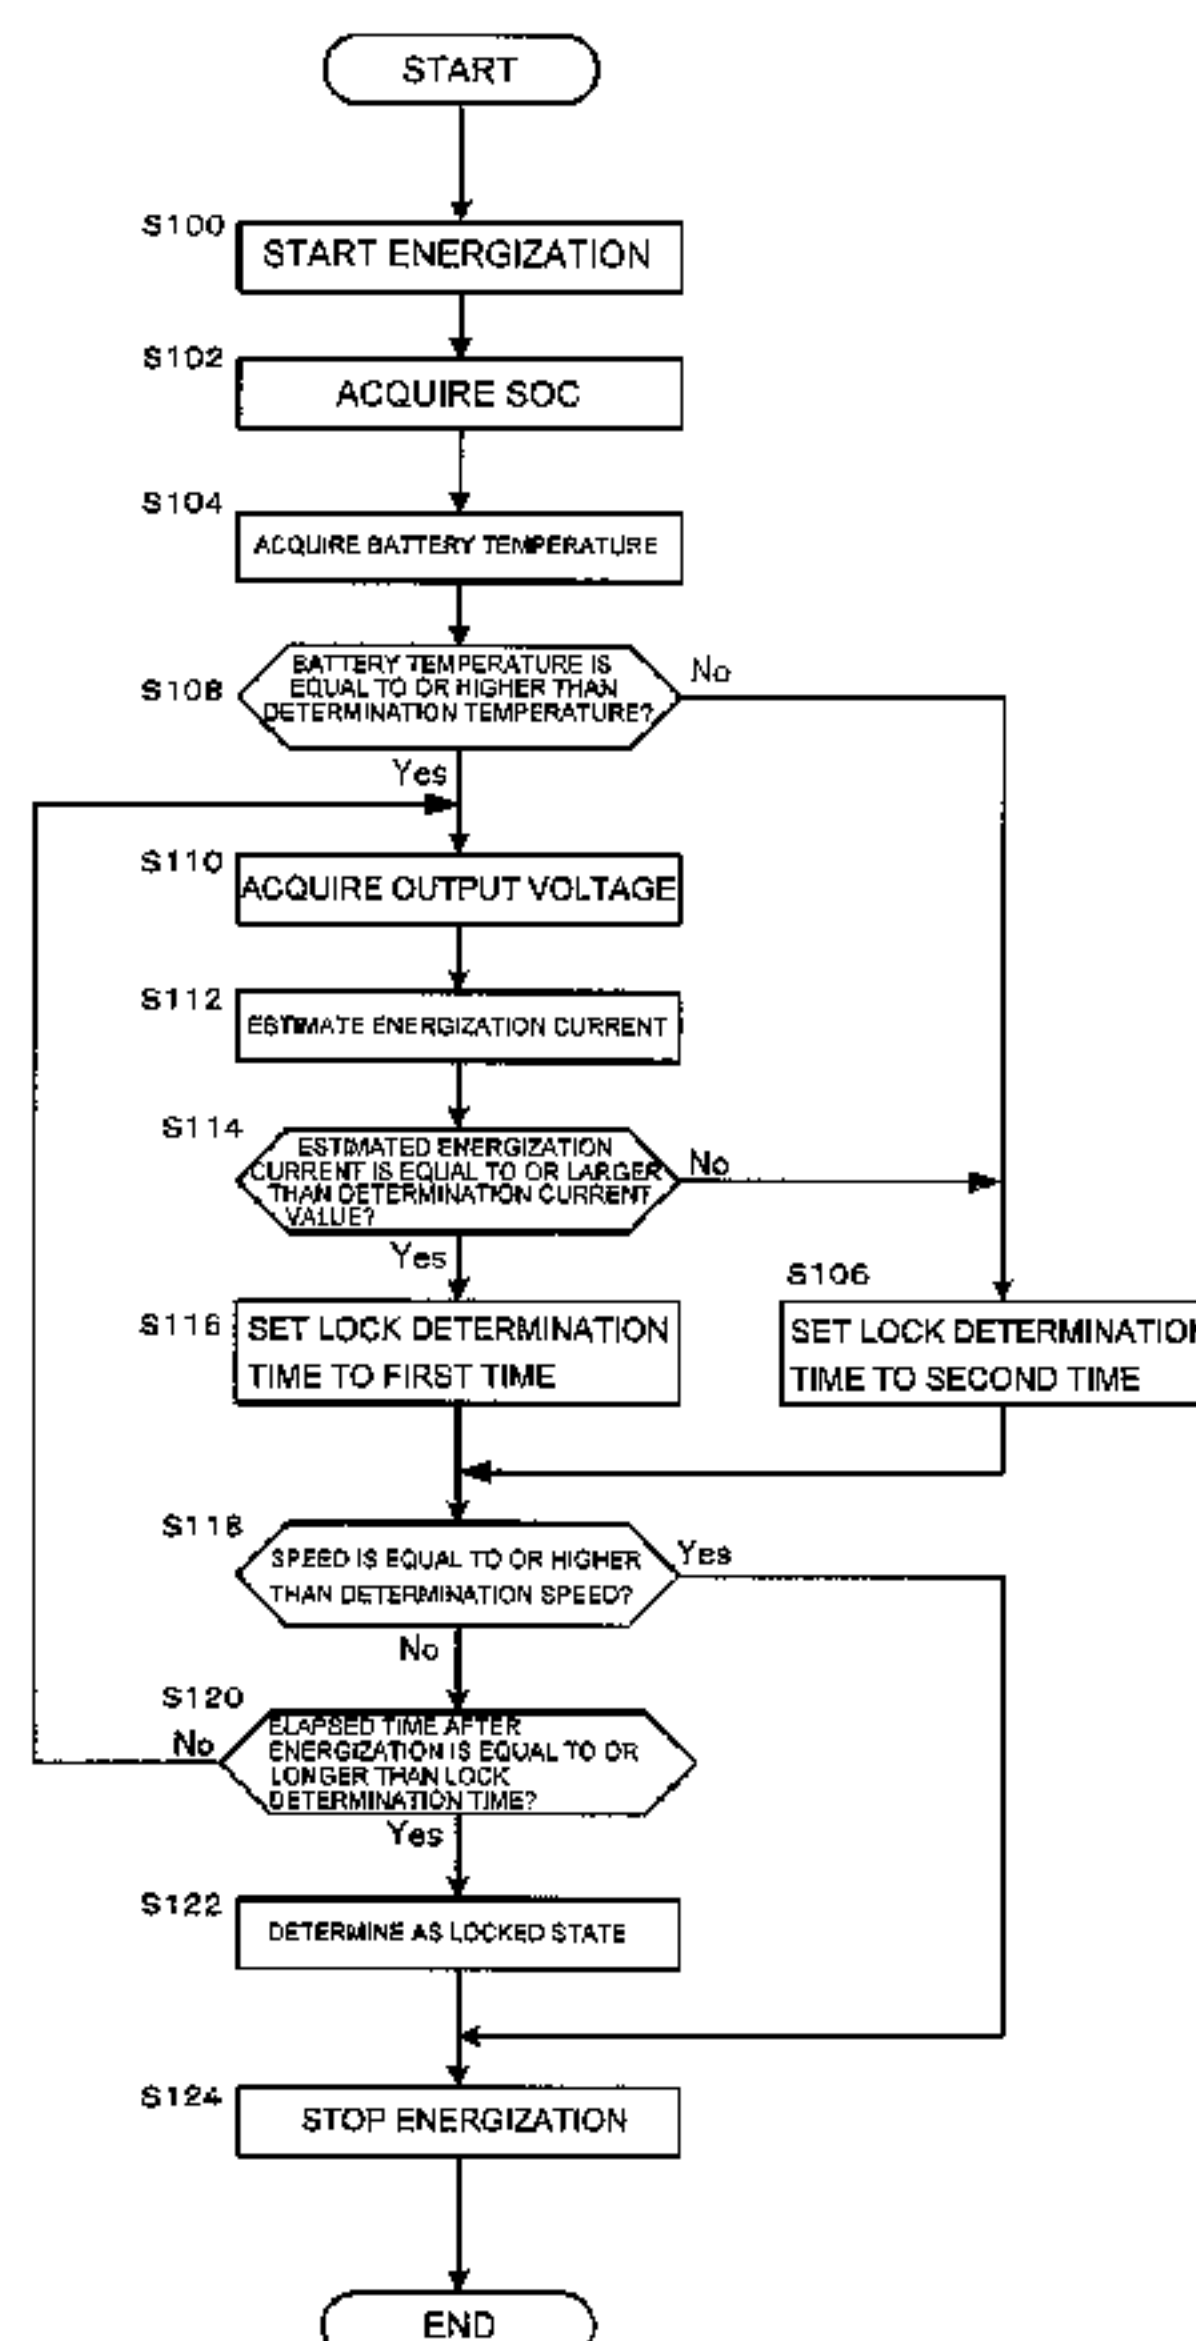 START
S100
START ENERGIZATION
S102
ACQUIRE SOC
S104
ACQUIRE BATTERY TEMPERATURE
S108
BATTERY TEMPERATURE IS
EQUAL TO OR HIGHER THAN
DETERMINATION TEMPERATURE?
No
Yes
S110
ACQUIRE OUTPUT VOLTAGE
S112
ESTIMATE ENERGIZATION CURRENT
S114
ESTIMATED ENERGIZATION
CURRENT IS EQUAL TO OR LARGER
THAN DETERMINATION CURRENT
VALUE?
No
Yes
S116
SET LOCK DETERMINATION
TIME TO FIRST TIME
S106
SET LOCK DETERMINATION
TIME TO SECOND TIME
S118
SPEED IS EQUAL TO OR HIGHER
THAN DETERMINATION SPEED?
Yes
No
S120
ELAPSED TIME AFTER
ENERGIZATION IS EQUAL TO OR
LONGER THAN LOCK
DETERMINATION TIME?
No
Yes
S122
DETERMINE AS LOCKED STATE
S124
STOP ENERGIZATION
END